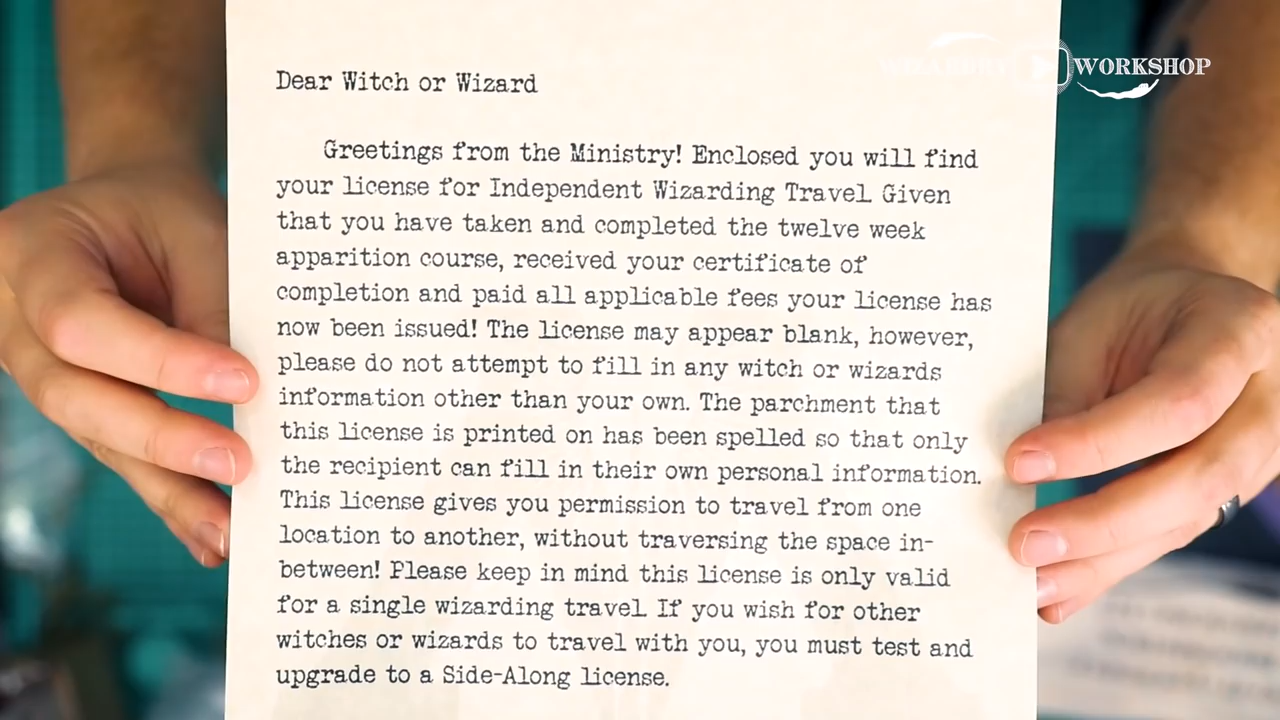 WORKSHOP
Dear Witch or Wizard
Greetings from the Ministry! Enclosed you will find
your license for Independent Wizarding Travel. Given
that you have taken and completed the twelve week
apparition course, received your certificate of
completion and paid all applicable fees your license has
now been issued! The license may appear blank, however,
please do not attempt to fill in any witch or wizards
information other than your own. The parchment that
this license is printed on has been spelled so that only
the recipient can fill in their own personal information.
This license gives you permission to travel from one
location to another, without traversing the space in-
between! Please keep in mind this license is only valid
for a single wizarding travel. If you wish for other
witches or wizards to travel with you, you must test and
upgrade to a Side-Along license.